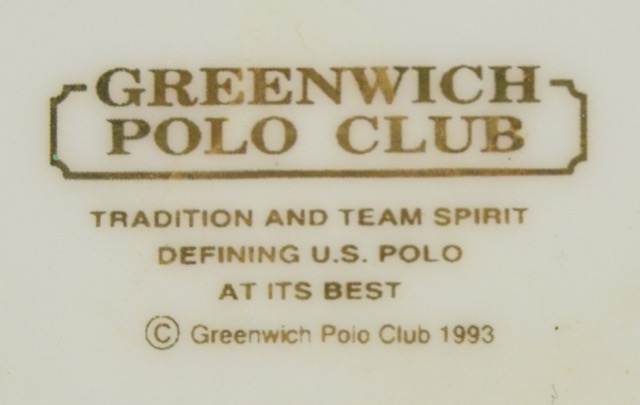 GREENWICH
POLO CLUB
TRADITION AND TEAM SPIRIT
DEFINING U.S. POLO
AT ITS BEST
© Greenwich Polo Club 1993